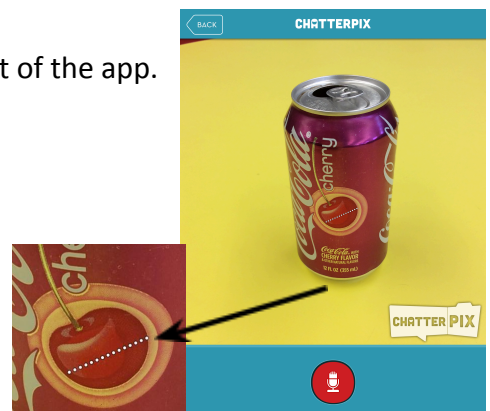 BACK
CHATTERPIX
t of the app.
Coca-Cola
cherry
Coca-Cola
CHERRY FLAVOR
12 FL OZ (355 mL)
CHATTER PIX
che